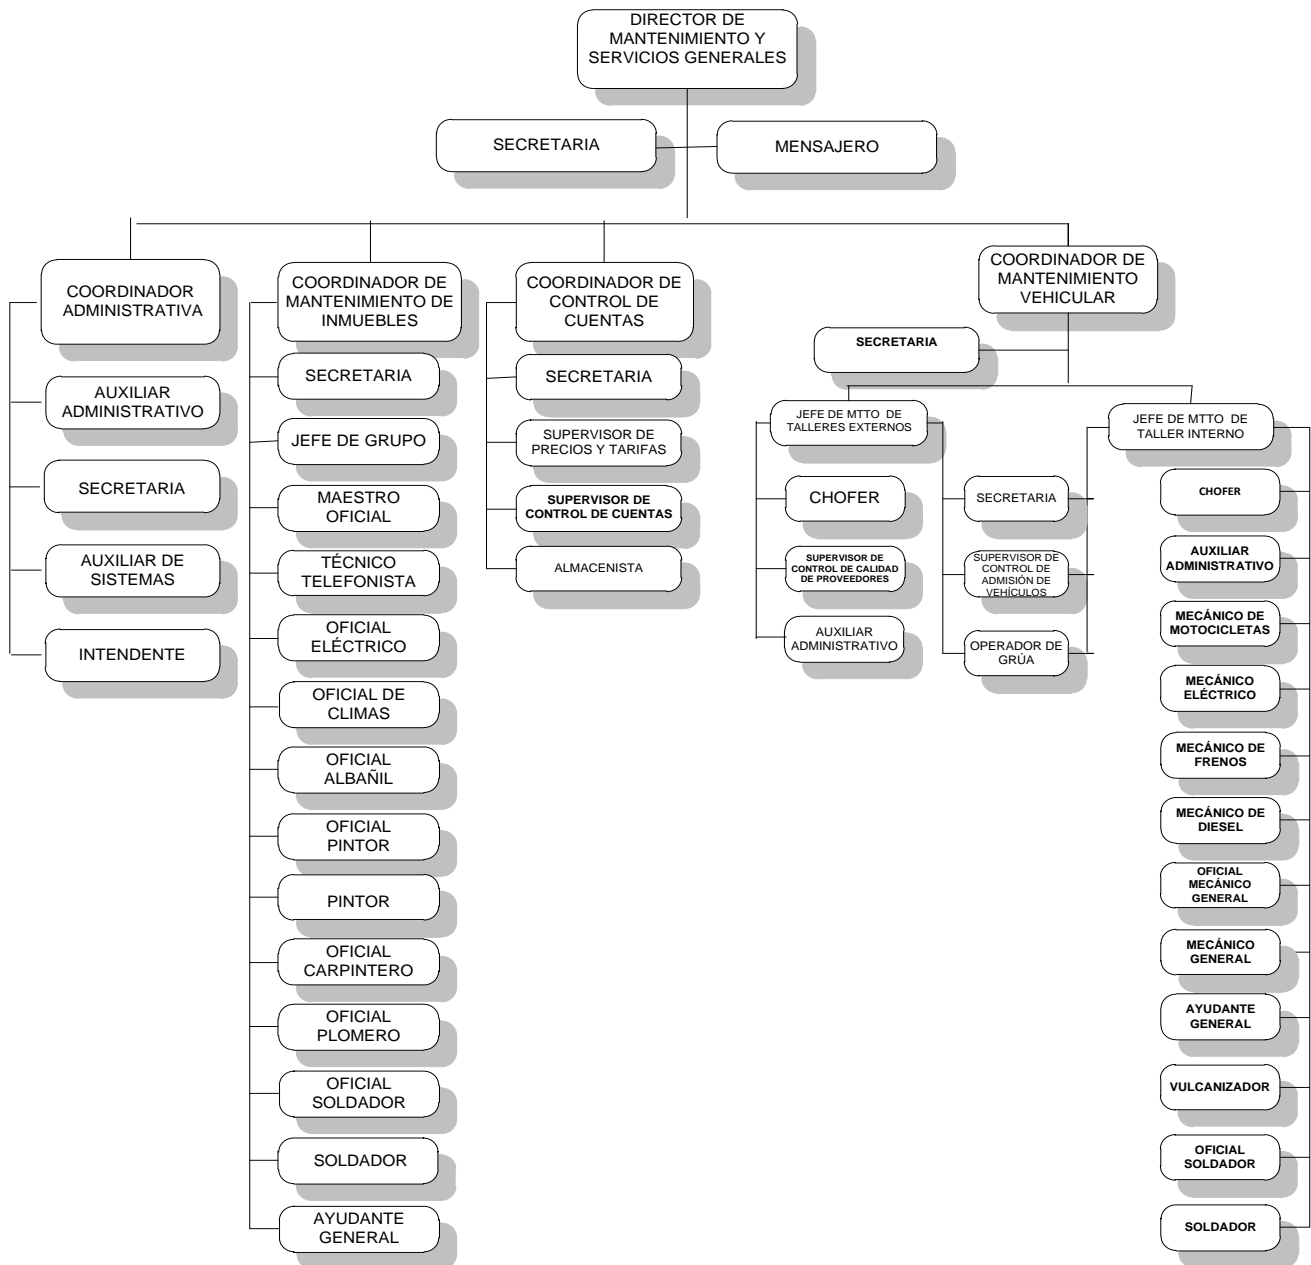 DIRECTOR DE
MANTENIMIENTO Y
SERVICIOS GENERALES
SECRETARIA
MENSAJERO
COORDINADOR
ADMINISTRATIVA
AUXILIAR
ADMINISTRATIVO
SECRETARIA
AUXILIAR DE
SISTEMAS
INTENDENTE
COORDINADOR DE
MANTENIMIENTO DE
INMUEBLES
SECRETARIA
JEFE DE GRUPO
MAESTRO
OFICIAL
TÉCNICO
TELEFONISTA
OFICIAL
ELÉCTRICO
OFICIAL DE
CLIMAS
OFICIAL
ALBAÑIL
OFICIAL
PINTOR
PINTOR
OFICIAL
CARPINTERO
OFICIAL
PLOMERO
OFICIAL
SOLDADOR
SOLDADOR
AYUDANTE
GENERAL
COORDINADOR DE
CONTROL DE
CUENTAS
SECRETARIA
SUPERVISOR DE
PRECIOS Y TARIFAS
SUPERVISOR DE
CONTROL DE CUENTAS
ALMACENISTA
COORDINADOR DE
MANTENIMIENTO
VEHICULAR
SECRETARIA
JEFE DE MTTO DE
TALLERES EXTERNOS
CHOFER
SUPERVISOR DE
CONTROL DE CALIDAD
DE PROVEEDORES
AUXILIAR
ADMINISTRATIVO
SECRETARIA
SUPERVISOR DE
CONTROL DE
ADMISIÓN DE
VEHÍCULOS
OPERADOR DE
GRÚA
JEFE DE MTTO DE
TALLER INTERNO
CHOFER
AUXILIAR
ADMINISTRATIVO
MECÁNICO DE
MOTOCICLETAS
MECÁNICO
ELÉCTRICO
MECÁNICO DE
FRENOS
MECÁNICO DE
DIESEL
OFICIAL
MECÁNICO
GENERAL
MECÁNICO
GENERAL
AYUDANTE
GENERAL
VULCANIZADOR
OFICIAL
SOLDADOR
SOLDADOR